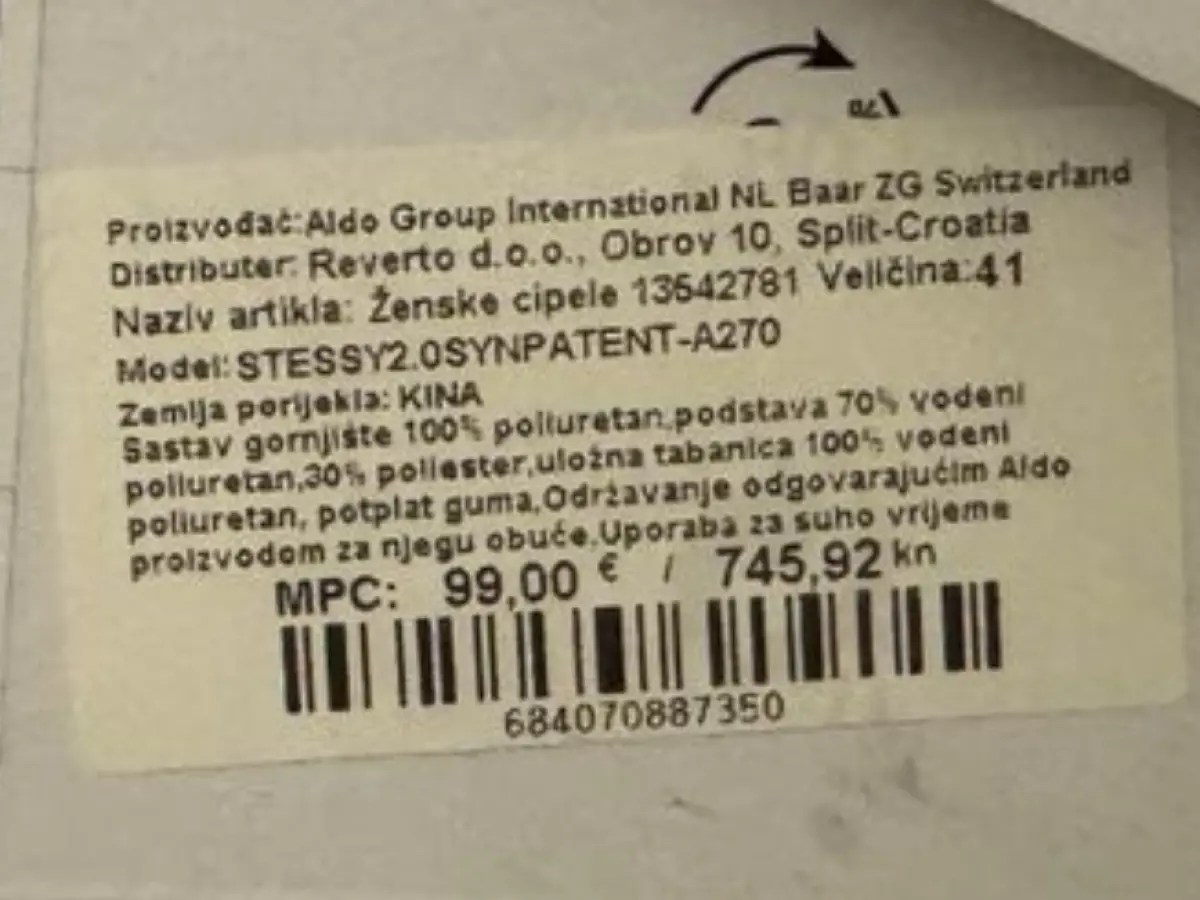 Proizvođač:Aldo Group International NL Baar ZG Switzerland
Distributer: Reverto d.o.o., Obrov 10, Split-Croatia
Naziv artikla: Ženske cipele 13542781 Veličina:41
Model:STESSY2.0SYNPATENT-A270
Zemlja porijekla: KINA
Sastav gornjište 100% poliuretan,podstava 70% vodeni
poliuretan,30% poliester,uložna tabanica 100% vodeni
poliuretan, potplat guma,Održavanje odgovarajućim Aldo
proizvodom za njegu obuće,Uporaba za suho vrijeme
MPC: 99,00 € / 745,92 kn
684070887350